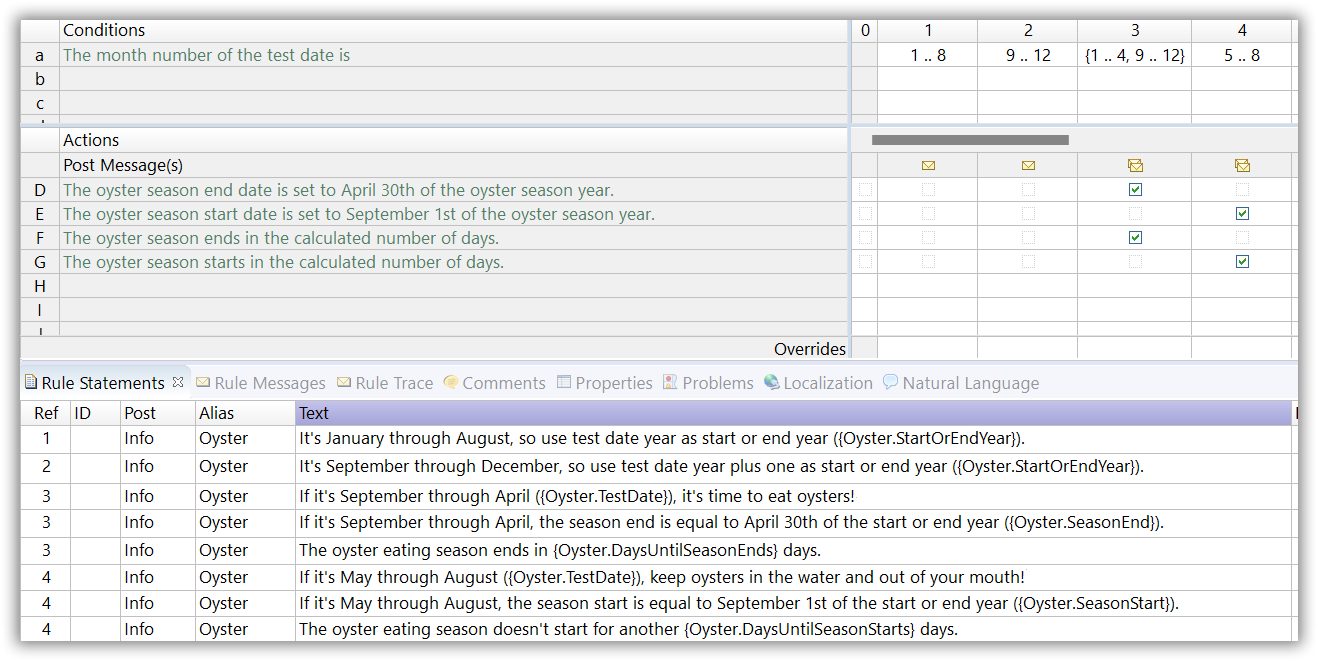 Conditions 0 1 2 3 4
a The month number of the test date is 1 .. 8 9 .. 12 {1 .. 4, 9 .. 12} 5 .. 8
b
c
Actions
Post Message(s)
D The oyster season end date is set to April 30th of the oyster season year.
E The oyster season start date is set to September 1st of the oyster season year.
F The oyster season ends in the calculated number of days.
G The oyster season starts in the calculated number of days.
H
I
Overrides
Rule Statements Rule Messages Rule Trace Comments Properties Problems Localization Natural Language
Ref ID Post Alias Text
1 Info Oyster It's January through August, so use test date year as start or end year ({Oyster.StartOrEndYear}).
2 Info Oyster It's September through December, so use test date year plus one as start or end year ({Oyster.StartOrEndYear}).
3 Info Oyster If it's September through April ({Oyster.TestDate}), it's time to eat oysters!
3 Info Oyster If it's September through April, the season end is equal to April 30th of the start or end year ({Oyster.SeasonEnd}).
3 Info Oyster The oyster eating season ends in {Oyster.DaysUntilSeasonEnds} days.
4 Info Oyster If it's May through August ({Oyster.TestDate}), keep oysters in the water and out of your mouth!
4 Info Oyster If it's May through August, the season start is equal to September 1st of the start or end year ({Oyster.SeasonStart}).
4 Info Oyster The oyster eating season doesn't start for another {Oyster.DaysUntilSeasonStarts} days.